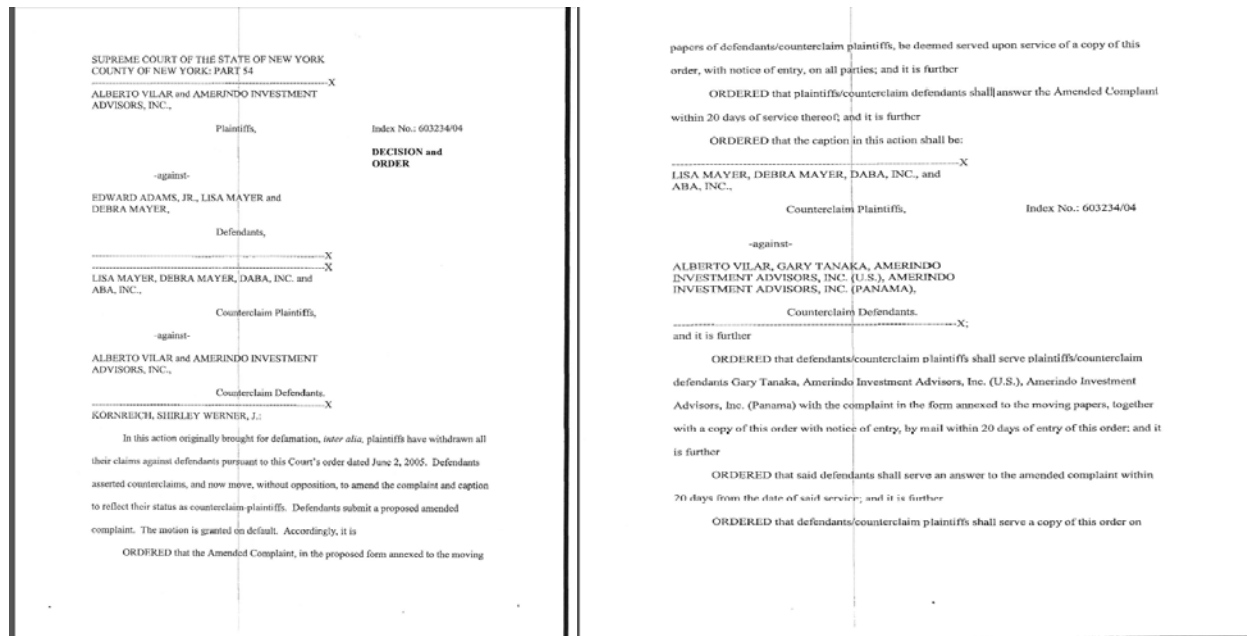 SUPREME COURT OF THE STATE OF NEW YORK
COUNTY OF NEW YORK: PART 54
-----------------------------------------------------------X
ALBERTO VILAR and AMERINDO INVESTMENT
ADVISORS, INC.,
Plaintiffs,
Index No.: 603234/04
DECISION and
ORDER
-against-
EDWARD ADAMS, JR., LISA MAYER and
DEBRA MAYER,
Defendants,
-----------------------------------------------------------X
-----------------------------------------------------------X
LISA MAYER, DEBRA MAYER, DABA, INC. and
ABA, INC.,
Counterclaim Plaintiffs,
-against-
ALBERTO VILAR and AMERINDO INVESTMENT
ADVISORS, INC.,
Counterclaim Defendants.
-----------------------------------------------------------X
KORNREICH, SHIRLEY WERNER, J.:
In this action originally brought for defamation, inter alia, plaintiffs have withdrawn all
their claims against defendants pursuant to this Court's order dated June 2, 2005. Defendants
asserted counterclaims, and now move, without opposition, to amend the complaint and caption
to reflect their status as counterclaim-plaintiffs. Defendants submit a proposed amended
complaint. The motion is granted on default. Accordingly, it is
ORDERED that the Amended Complaint, in the proposed form annexed to the moving
papers of defendants/counterclaim plaintiffs, be deemed served upon service of a copy of this
order, with notice of entry, on all parties; and it is further
ORDERED that plaintiffs/counterclaim defendants shall answer the Amended Complaint
within 20 days of service thereof; and it is further
ORDERED that the caption in this action shall be:
-----------------------------------------------------------X
LISA MAYER, DEBRA MAYER, DABA, INC., and
ABA, INC.,
Counterclaim Plaintiffs,
Index No.: 603234/04
-against-
ALBERTO VILAR, GARY TANAKA, AMERINDO
INVESTMENT ADVISORS, INC. (U.S.), AMERINDO
INVESTMENT ADVISORS, INC. (PANAMA),
Counterclaim Defendants.
-----------------------------------------------------------X;
and it is further
ORDERED that defendants/counterclaim plaintiffs shall serve plaintiffs/counterclaim
defendants Gary Tanaka, Amerindo Investment Advisors, Inc. (U.S.), Amerindo Investment
Advisors, Inc. (Panama) with the complaint in the form annexed to the moving papers, together
with a copy of this order with notice of entry, by mail within 20 days of entry of this order; and it
is further
ORDERED that said defendants shall serve an answer to the amended complaint within
20 days from the date of said service; and it is further
ORDERED that defendants/counterclaim plaintiffs shall serve a copy of this order on